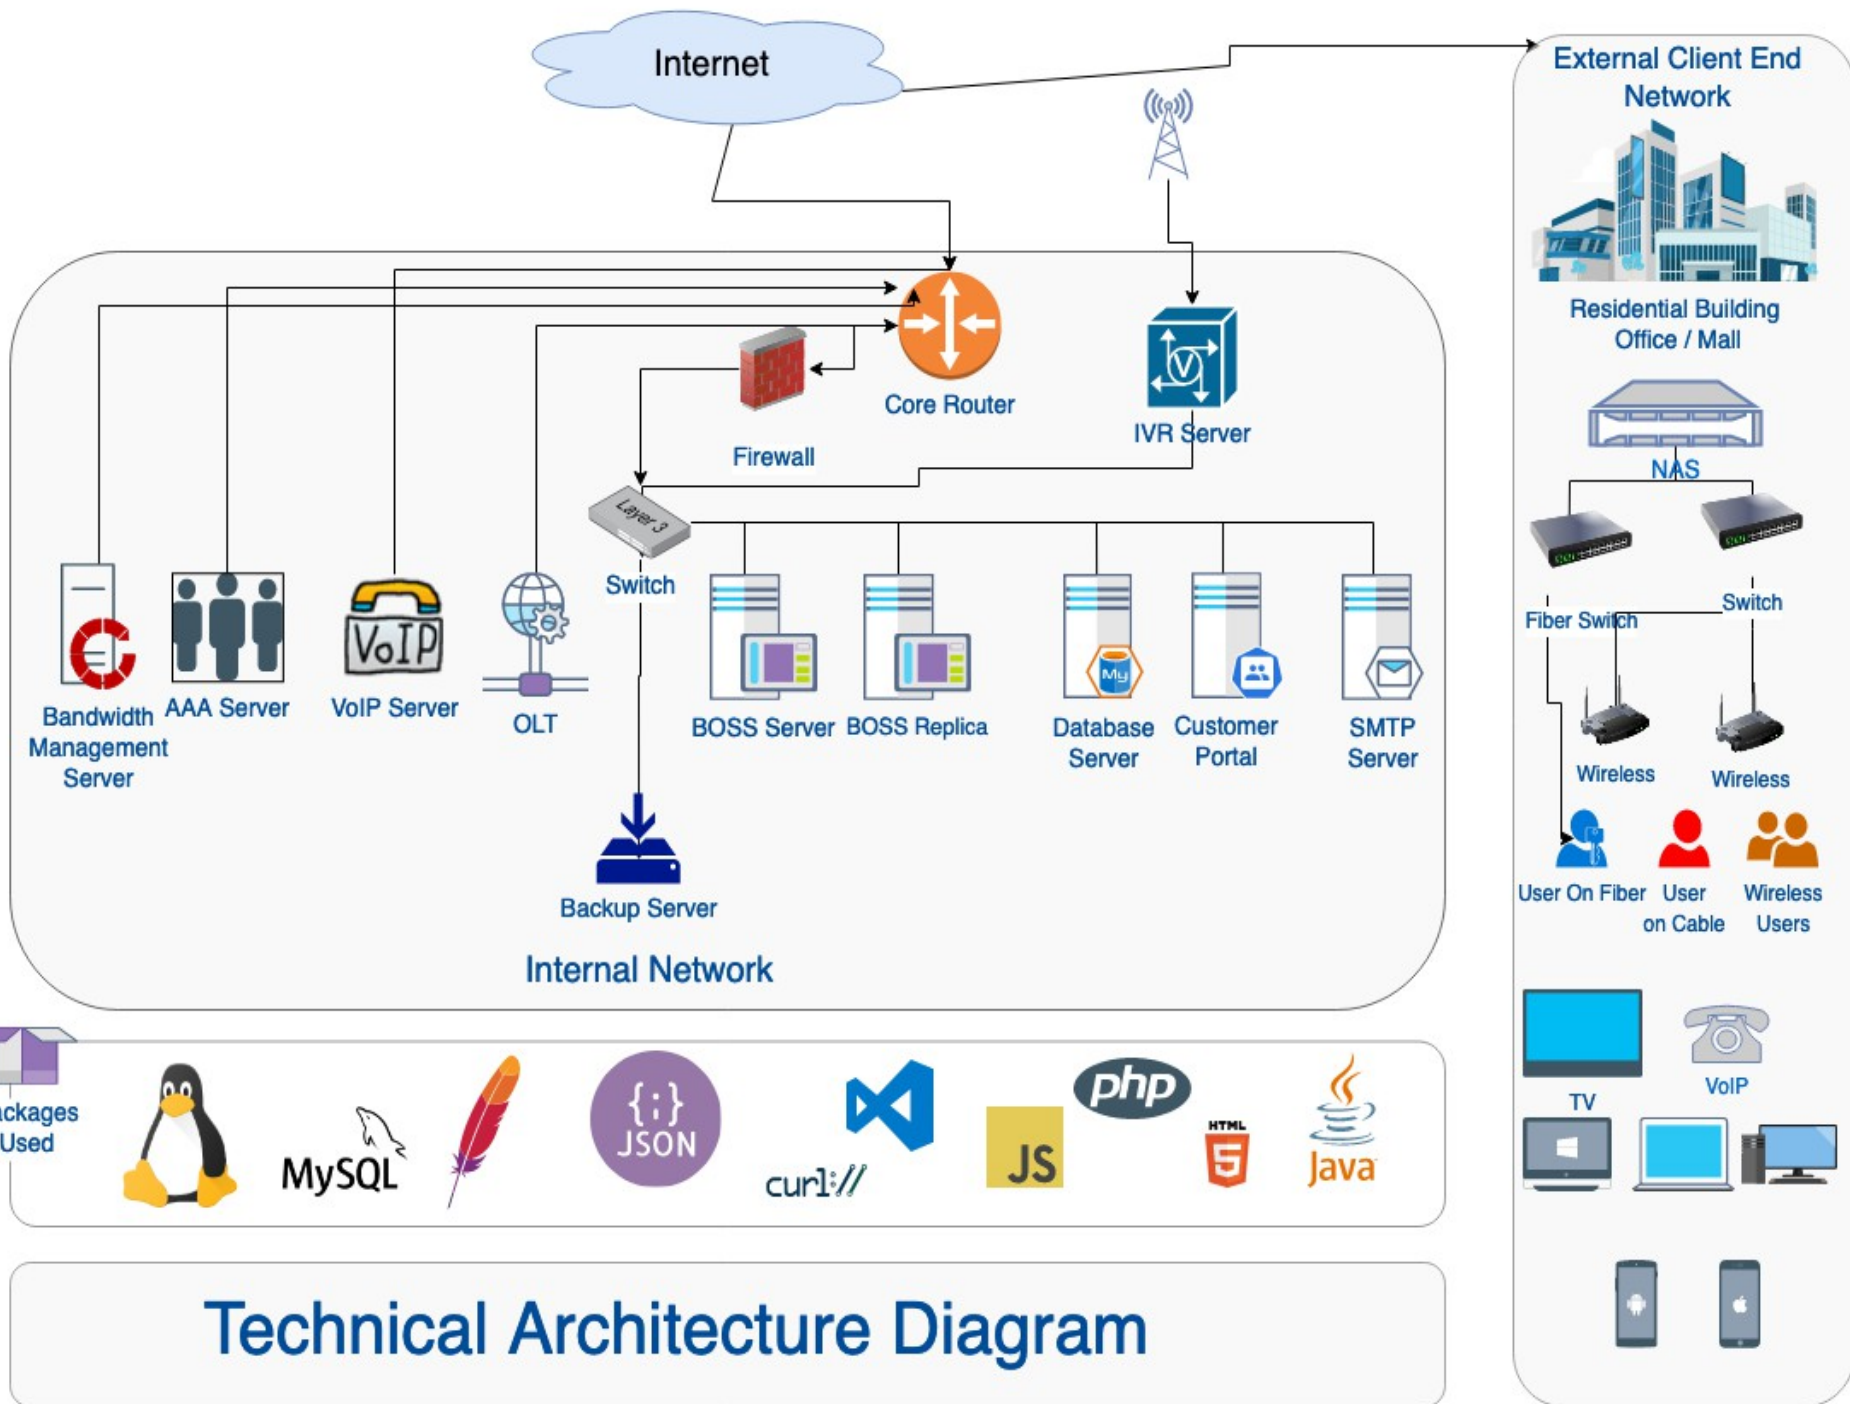 Internet
External Client End
Network
Residential Building
Office / Mall
Core Router
IVR Server
Firewall
NAS
Layer 3
Switch
Fiber Switch
Switch
VoIP
Bandwidth
Management
Server
AAA Server
VoIP Server
OLT
BOSS Server
BOSS Replica
My
Database
Server
Customer
Portal
SMTP
Server
Wireless
Wireless
Backup Server
User On Fiber
User
on Cable
Wireless
Users
Internal Network
TV
VoIP
ackages
Used
MySQL
{;}
JSON
curl://
JS
php
HTML
5
Java
Technical Architecture Diagram
V